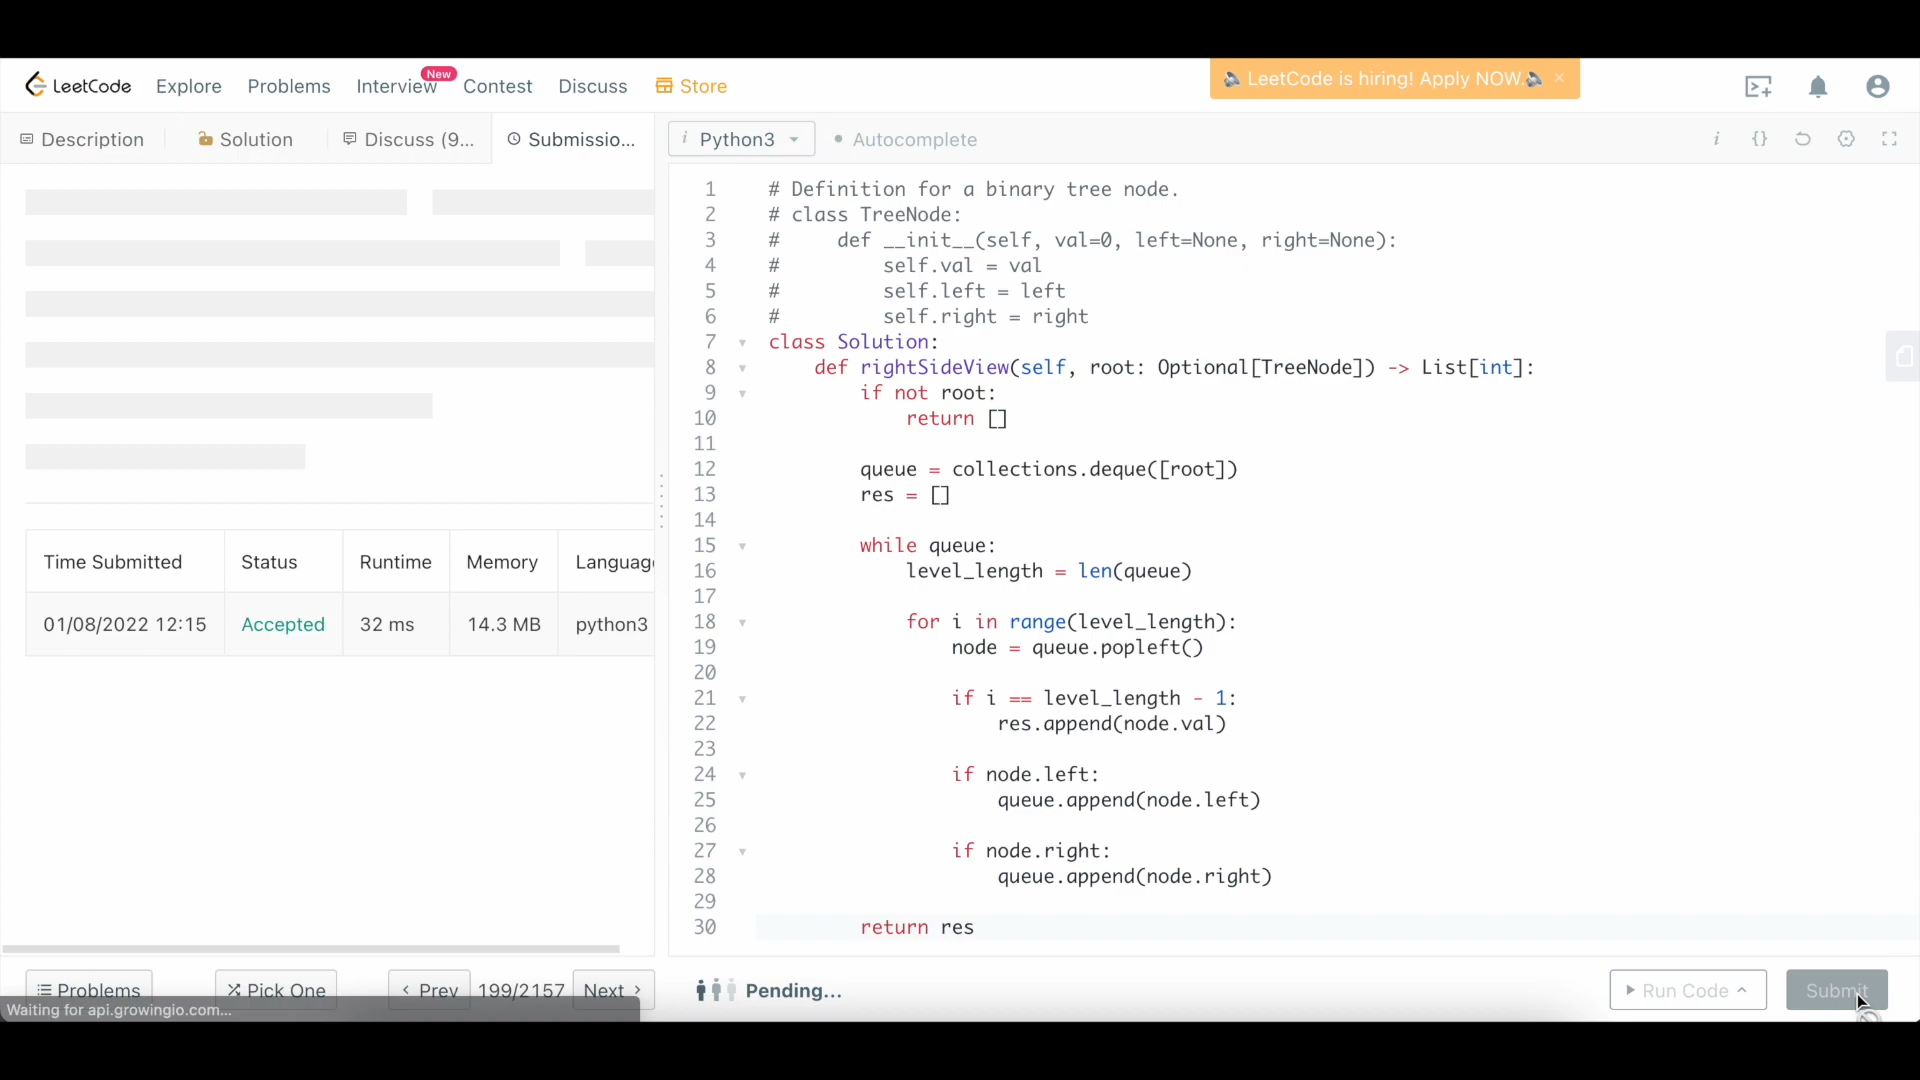 LeetCode Explore Problems Interview New Contest Discuss Store
LeetCode is hiring! Apply NOW. ×
Description Solution Discuss (9... Submissio...
i Python3 Autocomplete
i {}
1 # Definition for a binary tree node.
2 # class TreeNode:
3 #     def __init__(self, val=0, left=None, right=None):
4 #         self.val = val
5 #         self.left = left
6 #         self.right = right
7 class Solution:
8     def rightSideView(self, root: Optional[TreeNode]) -> List[int]:
9         if not root:
10             return []
11
12         queue = collections.deque([root])
13         res = []
14
15         while queue:
16             level_length = len(queue)
17
18             for i in range(level_length):
19                 node = queue.popleft()
20
21                 if i == level_length - 1:
22                     res.append(node.val)
23
24                 if node.left:
25                     queue.append(node.left)
26
27                 if node.right:
28                     queue.append(node.right)
29
30         return res
Time Submitted Status Runtime Memory Language
01/08/2022 12:15 Accepted 32 ms 14.3 MB python3
Problems Pick One < Prev 199/2157 Next >
Waiting for api.growingio.com...
Pending...
Run Code Submit